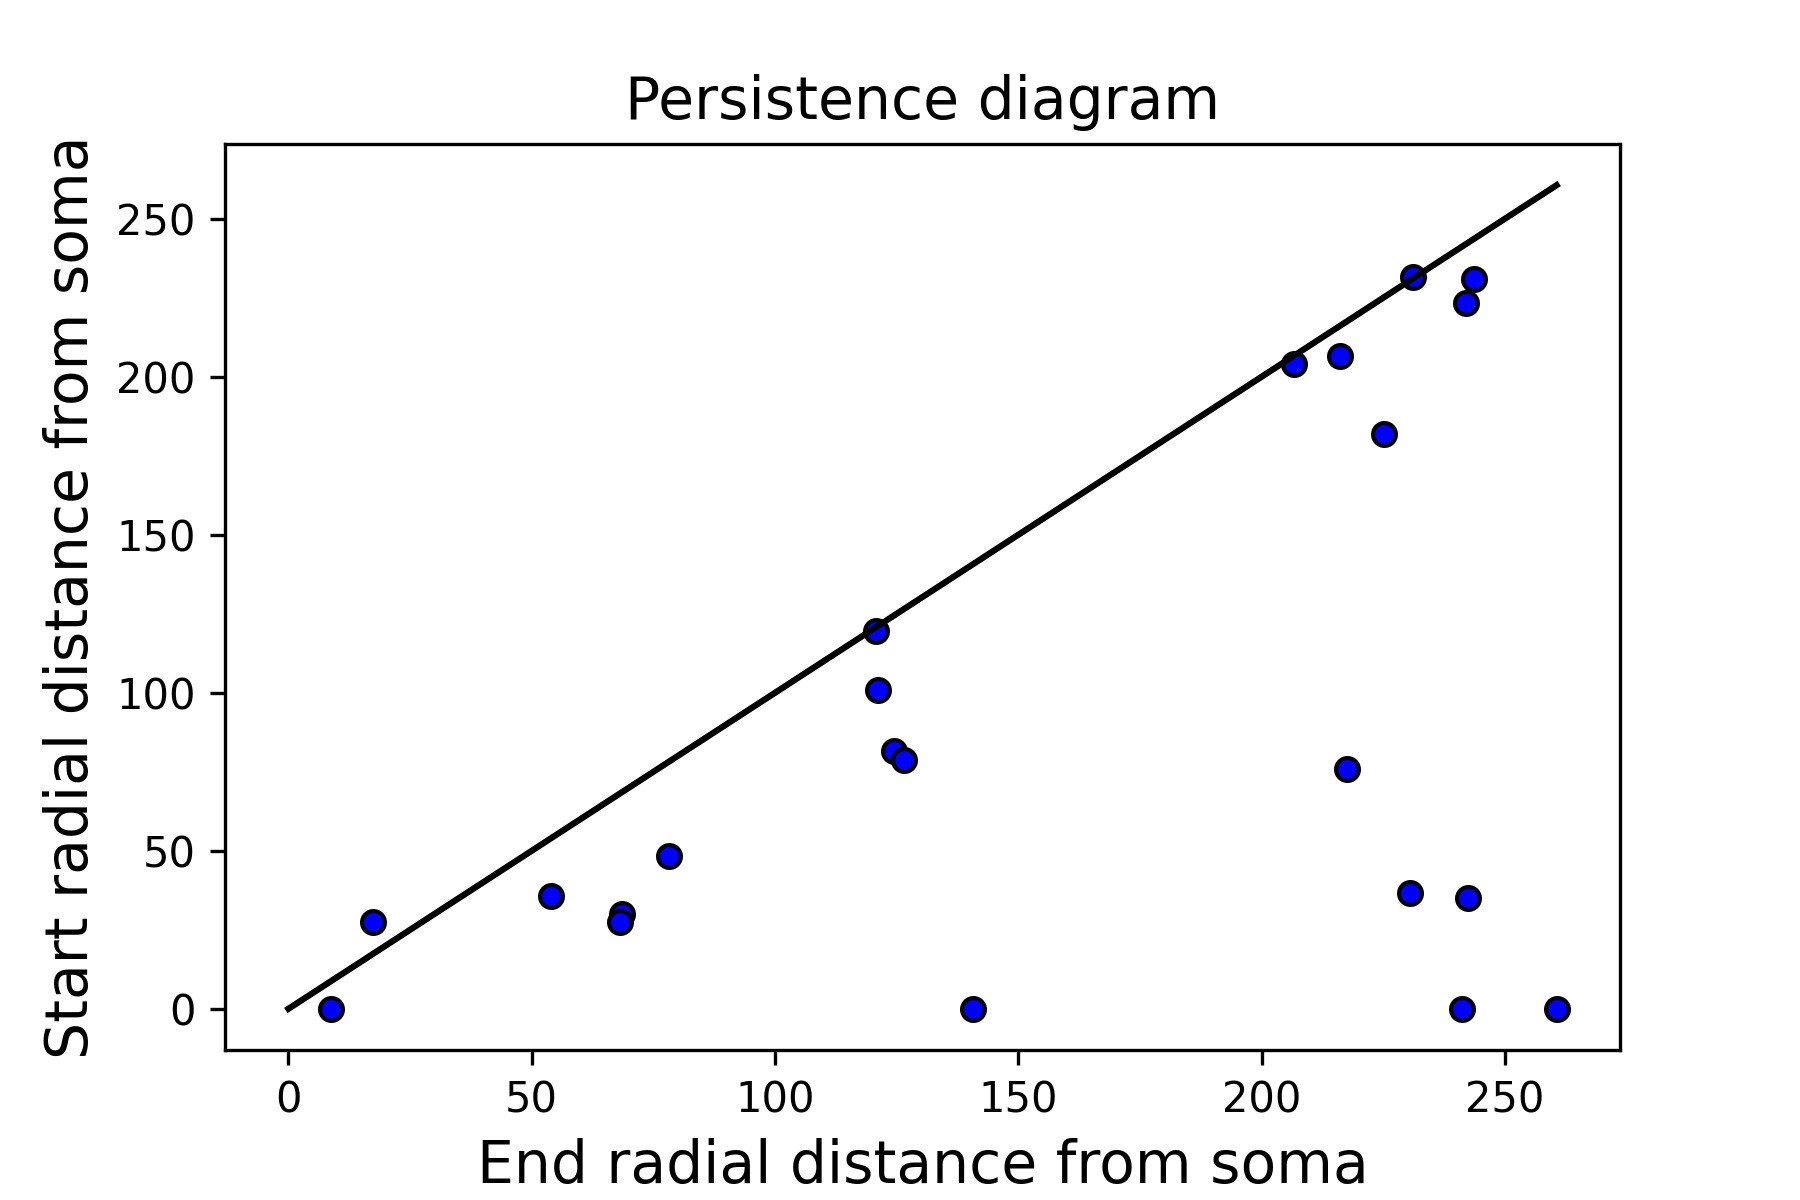 Persistence diagram
Start radial distance from soma
250
200
150
100
50
0
0 50 100 150 200 250
End radial distance from soma